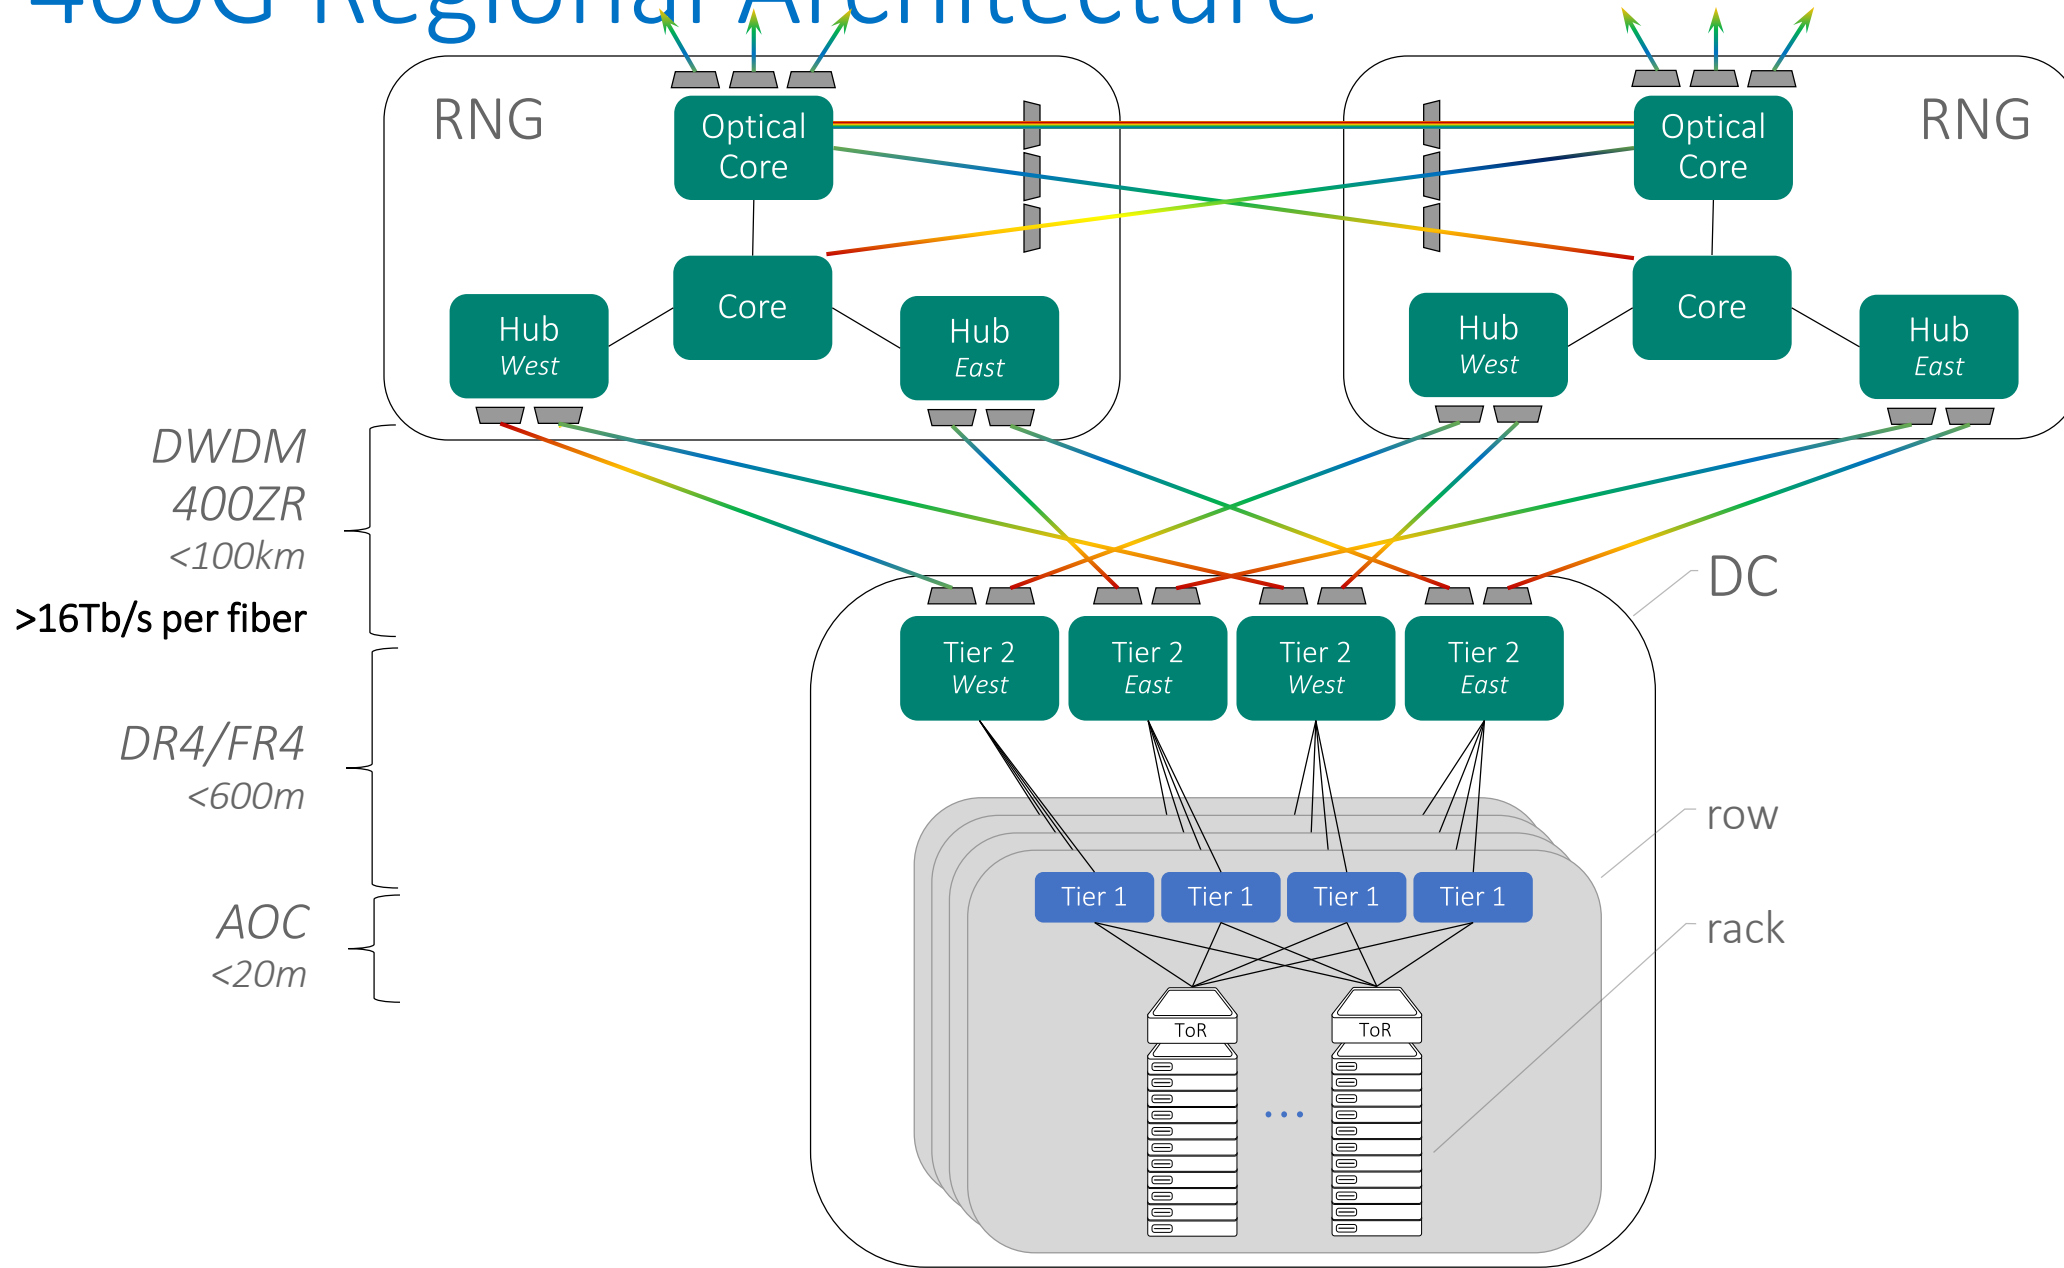 400G Regional Architecture
RNG
Optical
Core
Core
Hub
West
Hub
East
RNG
Optical
Core
Core
Hub
West
Hub
East
DWDM
400ZR
<100km
>16Tb/s per fiber
DR4/FR4
<600m
AOC
<20m
DC
Tier 2
West
Tier 2
East
Tier 2
West
Tier 2
East
row
Tier 1
Tier 1
Tier 1
Tier 1
rack
ToR
ToR
...